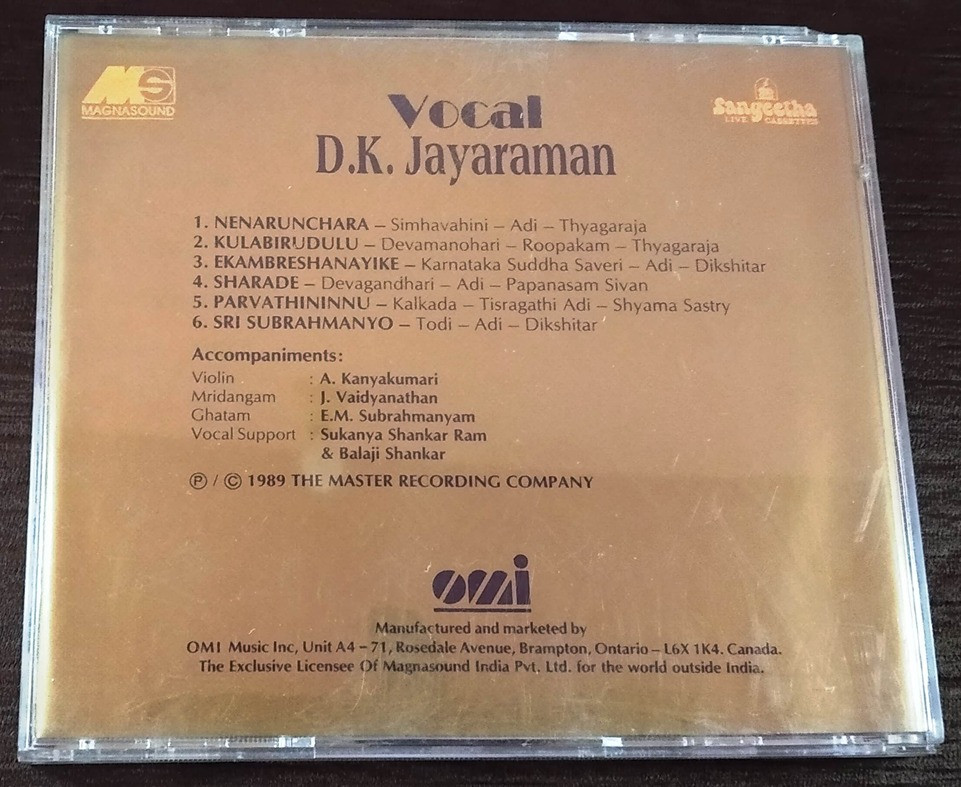 MS
MAGNASOUND
Sangeetha
LIVE CASSETTES
Vocal
D.K. Jayaraman
1. NENARUNCHARA – Simhavahini – Adi – Thyagaraja
2. KULABIRUDULU – Devamanohari – Roopakam – Thyagaraja
3. EKAMBRESHANAYIKE – Karnataka Suddha Saveri – Adi – Dikshitar
4. SHARADE – Devagandhari – Adi – Papanasam Sivan
5. PARVATHININNU – Kalkada – Tisragathi Adi – Shyama Sastry
6. SRI SUBRAHMANYO – Todi – Adi – Dikshitar
Accompaniments:
Violin : A. Kanyakumari
Mridangam : J. Vaidyanathan
Ghatam : E.M. Subrahmanyam
Vocal Support : Sukanya Shankar Ram
& Balaji Shankar
℗ / © 1989 THE MASTER RECORDING COMPANY
omi
Manufactured and marketed by
OMI Music Inc, Unit A4 – 71, Rosedale Avenue, Brampton, Ontario – L6X 1K4. Canada.
The Exclusive Licensee Of Magnasound India Pvt. Ltd. for the world outside India.